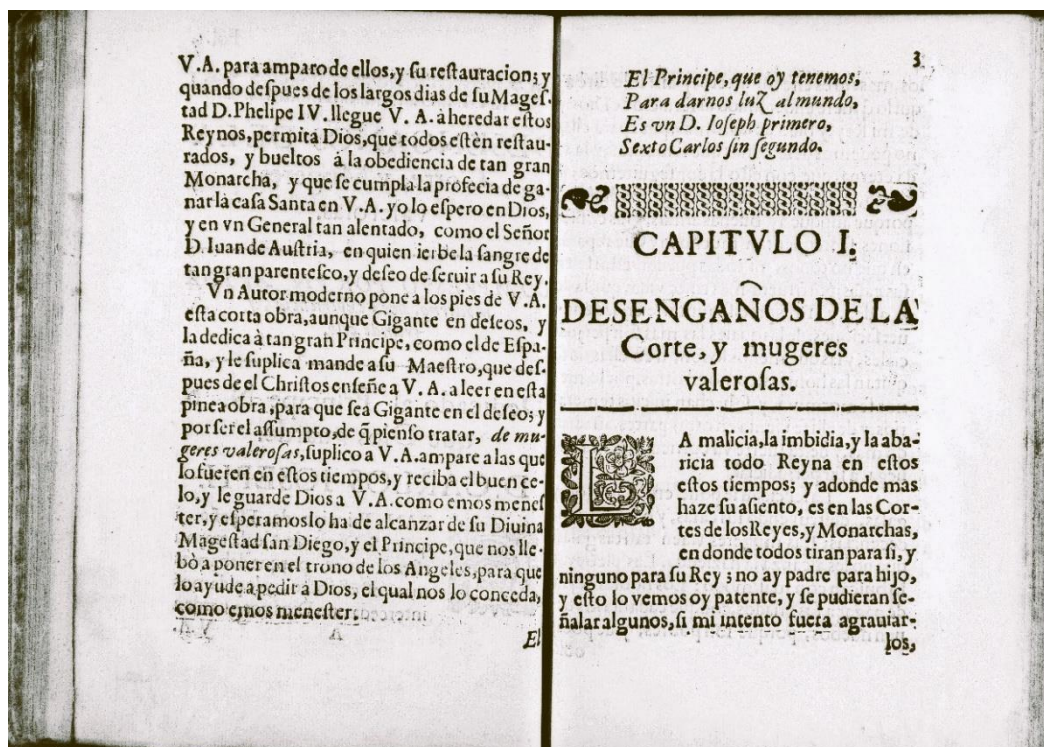 V.A. para amparo de ellos, y ſu reſtauracion; y
quando deſpues de los largos dias de ſu Mageſ-
tad D. Phelipe IV. llegue V. A. à heredar eſtos
Reynos, permita Dios, que todos eſtèn reſtau-
rados, y bueltos à la obediencia de tan gran
Monarcha, y que ſe cumpla la profecia de ga-
nar la caſa Santa en V. A. yo lo eſpero en Dios,
y en vn General tan alentado, como el Señor
D. Iuan de Auſtria, en quien ierbe la ſangre de
tan gran parenteſco, y deſeo de ſeruir a ſu Rey.
Vn Autor moderno pone a los pies de V. A.
eſta corta obra, aunque Gigante en deſeos, y
la dedica à tan gran Principe, como el de Eſpa-
ña, y le ſuplica mande a ſu Maeſtro, que deſ-
pues de el Chriſtos enſeñe a V. A. a leer en eſta
pinea obra, para que ſea Gigante en el deſeo; y
por ſer el aſſumpto, de q̃ pienſo tratar, de mu-
geres valeroſas, ſuplico a V. A. ampare a las que
lo fueren en eſtos tiempos, y reciba el buen ce-
lo, y le guarde Dios a V. A. como emos meneſ-
ter, y eſperamos lo ha de alcanzar de ſu Diuina
Mageſtad ſan Diego, y el Principe, que nos lle-
bò a poner en el trono de los Angeles, para que
lo ayude a pedir à Dios, el qual nos lo conceda,
como emos meneſter.
A
El
3
El Principe, que oy tenemos,
Para darnos luZ al mundo,
Es vn D. Ioſeph primero,
Sexto Carlos ſin ſegundo.
CAPITVLO I.
DESENGAÑOS DE LA
Corte, y mugeres
valeroſas.
LA malicia, la imbidia, y la aba-
ricia todo Reyna en eſtos
eſtos tiempos; y adonde mas
haze ſu aſiento, es en las Cor-
tes de los Reyes, y Monarchas,
en donde todos tiran para ſi, y
ninguno para ſu Rey; no ay padre para hijo,
y eſto lo vemos oy patente, y ſe pudieran ſe-
ñalar algunos, ſi mi intento fuera agrauiar-
los,